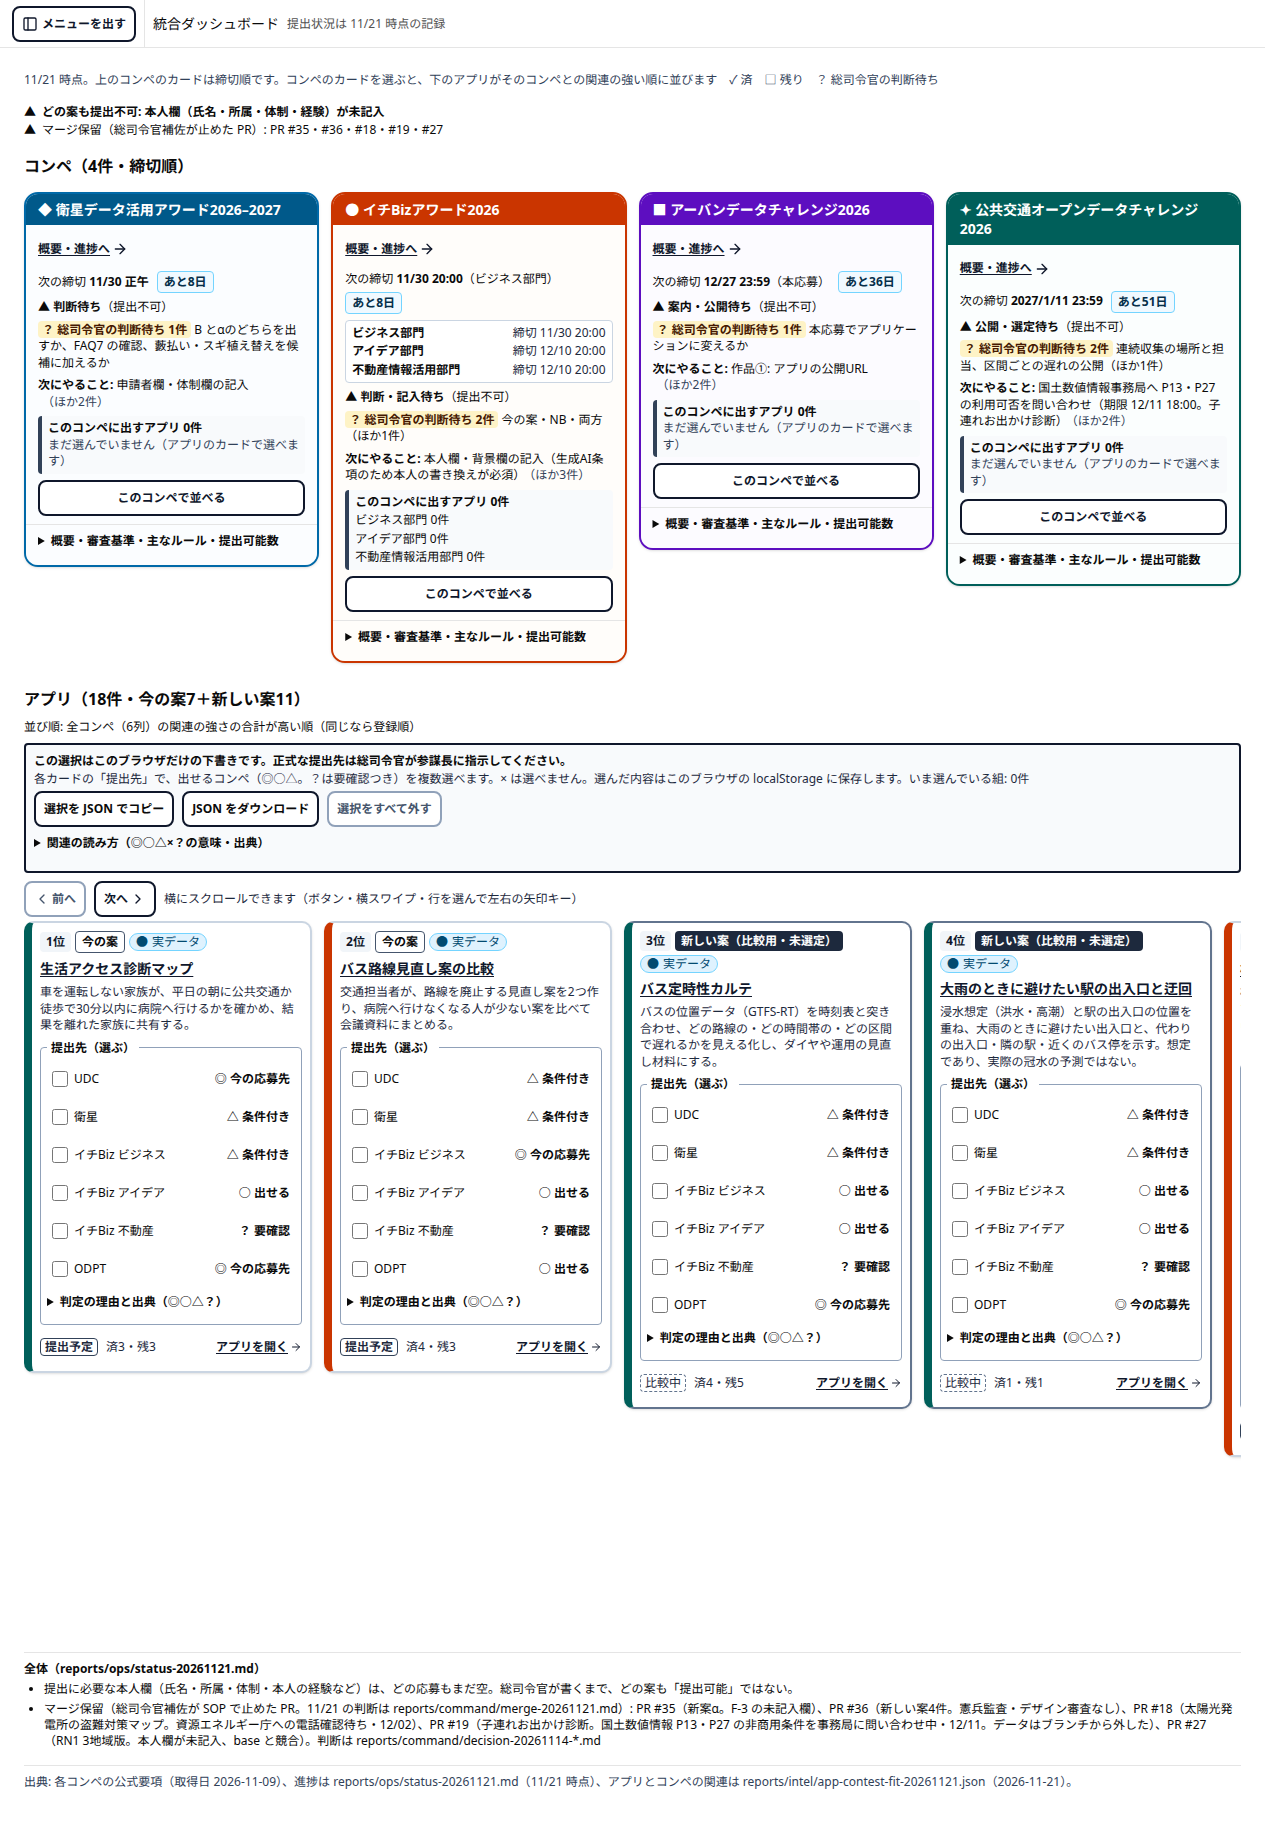 メニューを出す
統合ダッシュボード 提出状況は 11/21 時点の記録
11/21 時点。上のコンペのカードは締切順です。コンペのカードを選ぶと、下のアプリがそのコンペとの関連の強い順に並びます ✓ 済 □ 残り ？ 総司令官の判断待ち
▲ どの案も提出不可: 本人欄（氏名・所属・体制・経験）が未記入
▲ マージ保留（総司令官補佐が止めた PR）: PR #35・#36・#18・#19・#27
コンペ（4件・締切順）
◆ 衛星データ活用アワード2026–2027
概要・進捗へ →
次の締切 11/30 正午 あと8日
▲ 判断待ち（提出不可）
？ 総司令官の判断待ち 1件 B とαのどちらを出
すか、FAQ7 の確認、藪払い・スギ植え替えを候
補に加えるか
次にやること: 申請者欄・体制欄の記入
（ほか2件）
このコンペに出すアプリ 0件
まだ選んでいません（アプリのカードで選べま
す）
このコンペで並べる
▶ 概要・審査基準・主なルール・提出可能数
● イチBizアワード2026
概要・進捗へ →
次の締切 11/30 20:00（ビジネス部門）
あと8日
ビジネス部門 締切 11/30 20:00
アイデア部門 締切 12/10 20:00
不動産情報活用部門 締切 12/10 20:00
▲ 判断・記入待ち（提出不可）
？ 総司令官の判断待ち 2件 今の案・NB・両方
（ほか1件）
次にやること: 本人欄・背景欄の記入（生成AI条
項のため本人の書き換えが必須）（ほか3件）
このコンペに出すアプリ 0件
ビジネス部門 0件
アイデア部門 0件
不動産情報活用部門 0件
このコンペで並べる
▶ 概要・審査基準・主なルール・提出可能数
■ アーバンデータチャレンジ2026
概要・進捗へ →
次の締切 12/27 23:59（本応募） あと36日
▲ 案内・公開待ち（提出不可）
？ 総司令官の判断待ち 1件 本応募でアプリケー
ションに変えるか
次にやること: 作品①: アプリの公開URL
（ほか2件）
このコンペに出すアプリ 0件
まだ選んでいません（アプリのカードで選べま
す）
このコンペで並べる
▶ 概要・審査基準・主なルール・提出可能数
✦ 公共交通オープンデータチャレンジ
2026
概要・進捗へ →
次の締切 2027/1/11 23:59 あと51日
▲ 公開・選定待ち（提出不可）
？ 総司令官の判断待ち 2件 連続収集の場所と担
当、区間ごとの遅れの公開（ほか1件）
次にやること: 国土数値情報事務局へ P13・P27
の利用可否を問い合わせ（期限 12/11 18:00。子
連れお出かけ診断）（ほか2件）
このコンペに出すアプリ 0件
まだ選んでいません（アプリのカードで選べま
す）
このコンペで並べる
▶ 概要・審査基準・主なルール・提出可能数
アプリ（18件・今の案7＋新しい案11）
並び順: 全コンペ（6列）の関連の強さの合計が高い順（同じなら登録順）
この選択はこのブラウザだけの下書きです。正式な提出先は総司令官が参謀長に指示してください。
各カードの「提出先」で、出せるコンペ（◎○△。？は要確認つき）を複数選べます。× は選べません。選んだ内容はこのブラウザの localStorage に保存します。いま選んでいる組: 0件
選択を JSON でコピー JSON をダウンロード 選択をすべて外す
▶ 関連の読み方（◎○△×？の意味・出典）
前へ 次へ 横にスクロールできます（ボタン・横スワイプ・行を選んで左右の矢印キー）
1位 今の案 ● 実データ
生活アクセス診断マップ
車を運転しない家族が、平日の朝に公共交通か
徒歩で30分以内に病院へ行けるかを確かめ、結
果を離れた家族に共有する。
提出先（選ぶ）
UDC ◎ 今の応募先
衛星 △ 条件付き
イチBiz ビジネス △ 条件付き
イチBiz アイデア ○ 出せる
イチBiz 不動産 ？ 要確認
ODPT ◎ 今の応募先
▶ 判定の理由と出典（◎○△？）
提出予定 済3・残3 アプリを開く →
2位 今の案 ● 実データ
バス路線見直し案の比較
交通担当者が、路線を廃止する見直し案を2つ作
り、病院へ行けなくなる人が少ない案を比べて
会議資料にまとめる。
提出先（選ぶ）
UDC △ 条件付き
衛星 △ 条件付き
イチBiz ビジネス ◎ 今の応募先
イチBiz アイデア ○ 出せる
イチBiz 不動産 ？ 要確認
ODPT ○ 出せる
▶ 判定の理由と出典（◎○△？）
提出予定 済4・残3 アプリを開く →
3位 新しい案（比較用・未選定）
● 実データ
バス定時性カルテ
バスの位置データ（GTFS-RT）を時刻表と突き
合わせ、どの路線の・どの時間帯の・どの区間
で遅れるかを見える化し、ダイヤや運用の見直
し材料にする。
提出先（選ぶ）
UDC △ 条件付き
衛星 △ 条件付き
イチBiz ビジネス ○ 出せる
イチBiz アイデア ○ 出せる
イチBiz 不動産 ？ 要確認
ODPT ◎ 今の応募先
▶ 判定の理由と出典（◎○△？）
比較中 済4・残5 アプリを開く →
4位 新しい案（比較用・未選定）
● 実データ
大雨のときに避けたい駅の出入口と迂回
浸水想定（洪水・高潮）と駅の出入口の位置を
重ね、大雨のときに避けたい出入口と、代わり
の出入口・隣の駅・近くのバス停を示す。想定
であり、実際の冠水の予測ではない。
提出先（選ぶ）
UDC △ 条件付き
衛星 △ 条件付き
イチBiz ビジネス ○ 出せる
イチBiz アイデア ○ 出せる
イチBiz 不動産 ？ 要確認
ODPT ◎ 今の応募先
▶ 判定の理由と出典（◎○△？）
比較中 済1・残1 アプリを開く →
全体（reports/ops/status-20261121.md）
• 提出に必要な本人欄（氏名・所属・体制・本人の経験など）は、どの応募もまだ空。総司令官が書くまで、どの案も「提出可能」ではない。
• マージ保留（総司令官補佐が SOP で止めた PR。11/21 の判断は reports/command/merge-20261121.md）: PR #35（新案α。F-3 の未記入欄）、PR #36（新しい案4件。憲兵監査・デザイン審査なし）、PR #18（太陽光発
電所の盗難対策マップ。資源エネルギー庁への電話確認待ち・12/02）、PR #19（子連れお出かけ診断。国土数値情報 P13・P27 の非商用条件を事務局に問い合わせ中・12/11。データはブランチから外した）、PR #27
（RN1 3地域版。本人欄が未記入、base と競合）。判断は reports/command/decision-20261114-*.md
出典: 各コンペの公式要項（取得日 2026-11-09）、進捗は reports/ops/status-20261121.md（11/21 時点）、アプリとコンペの関連は reports/intel/app-contest-fit-20261121.json（2026-11-21）。